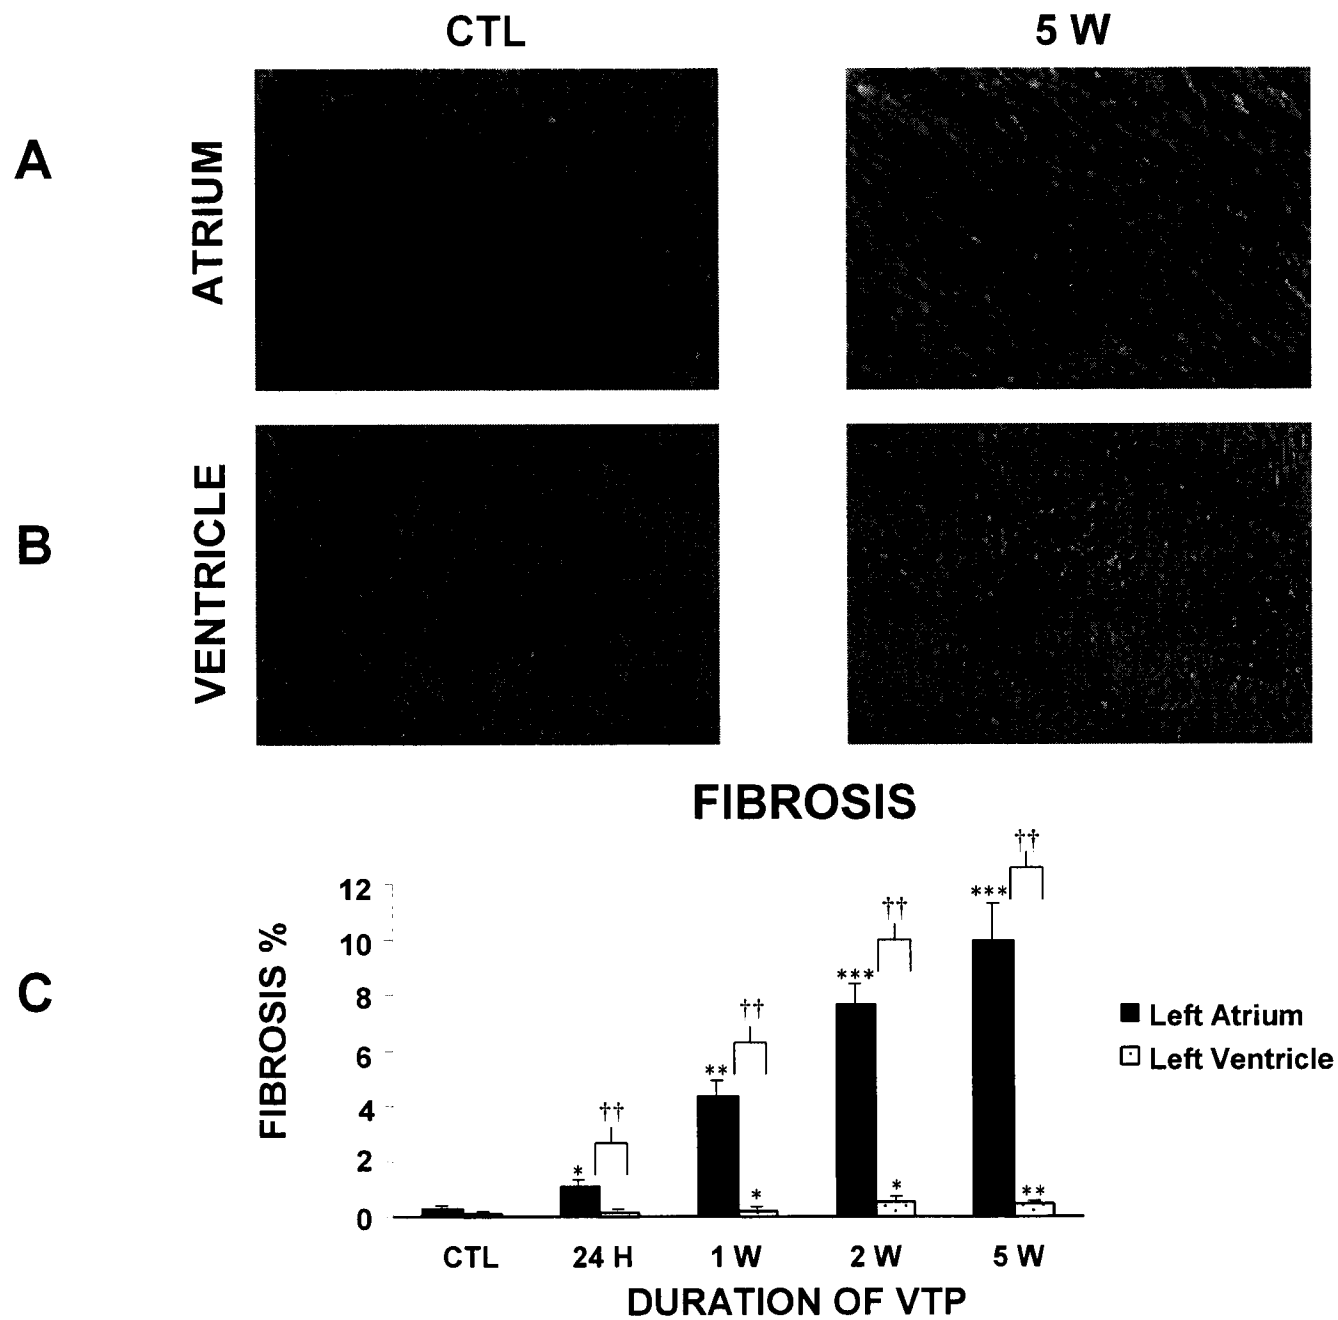 CTL 5 W
A
ATRIUM
B
VENTRICLE
FIBROSIS
C
FIBROSIS %
12
10
8
6
4
2
0
††
***
††
***
††
**
††
*
*
*
**
Left Atrium
Left Ventricle
CTL 24 H 1 W 2 W 5 W
DURATION OF VTP